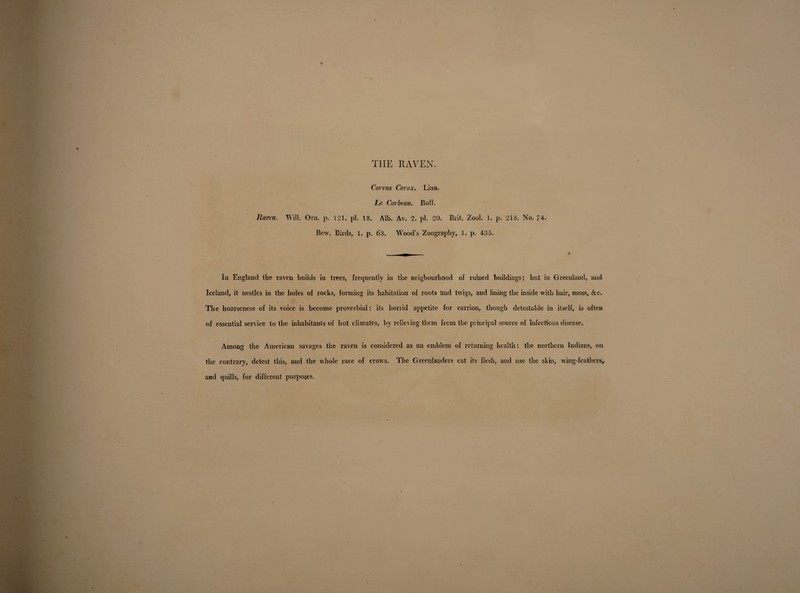 THE RAVEN.
Corvus Corax. Linn.
Le Corbeau. Buff.
Raven. Will. Orn. p. 121. pl. 18. Alb. Av. 2. pl. 20. Brit. Zool. 1. p. 218. No. 74.
Bew. Birds, 1. p. 63. Wood's Zoography, 1. p. 435.
In England the raven builds in trees, frequently in the neigbourhood of ruined buildings; but in Greenland, and
Iceland, it nestles in the holes of rocks, forming its habitation of roots and twigs, and lining the inside with hair, moss, &c.
The hoarseness of its voice is become proverbial: its horrid appetite for carrion, though detestable in itself, is often
of essential service to the inhabitants of hot climates, by relieving them from the principal source of infectious disease.
Among the American savages the raven is considered as an emblem of returning health: the northern Indians, on
the contrary, detest this, and the whole race of crows. The Greenlanders eat its flesh, and use the skin, wing-feathers,
and quills, for different purposes.